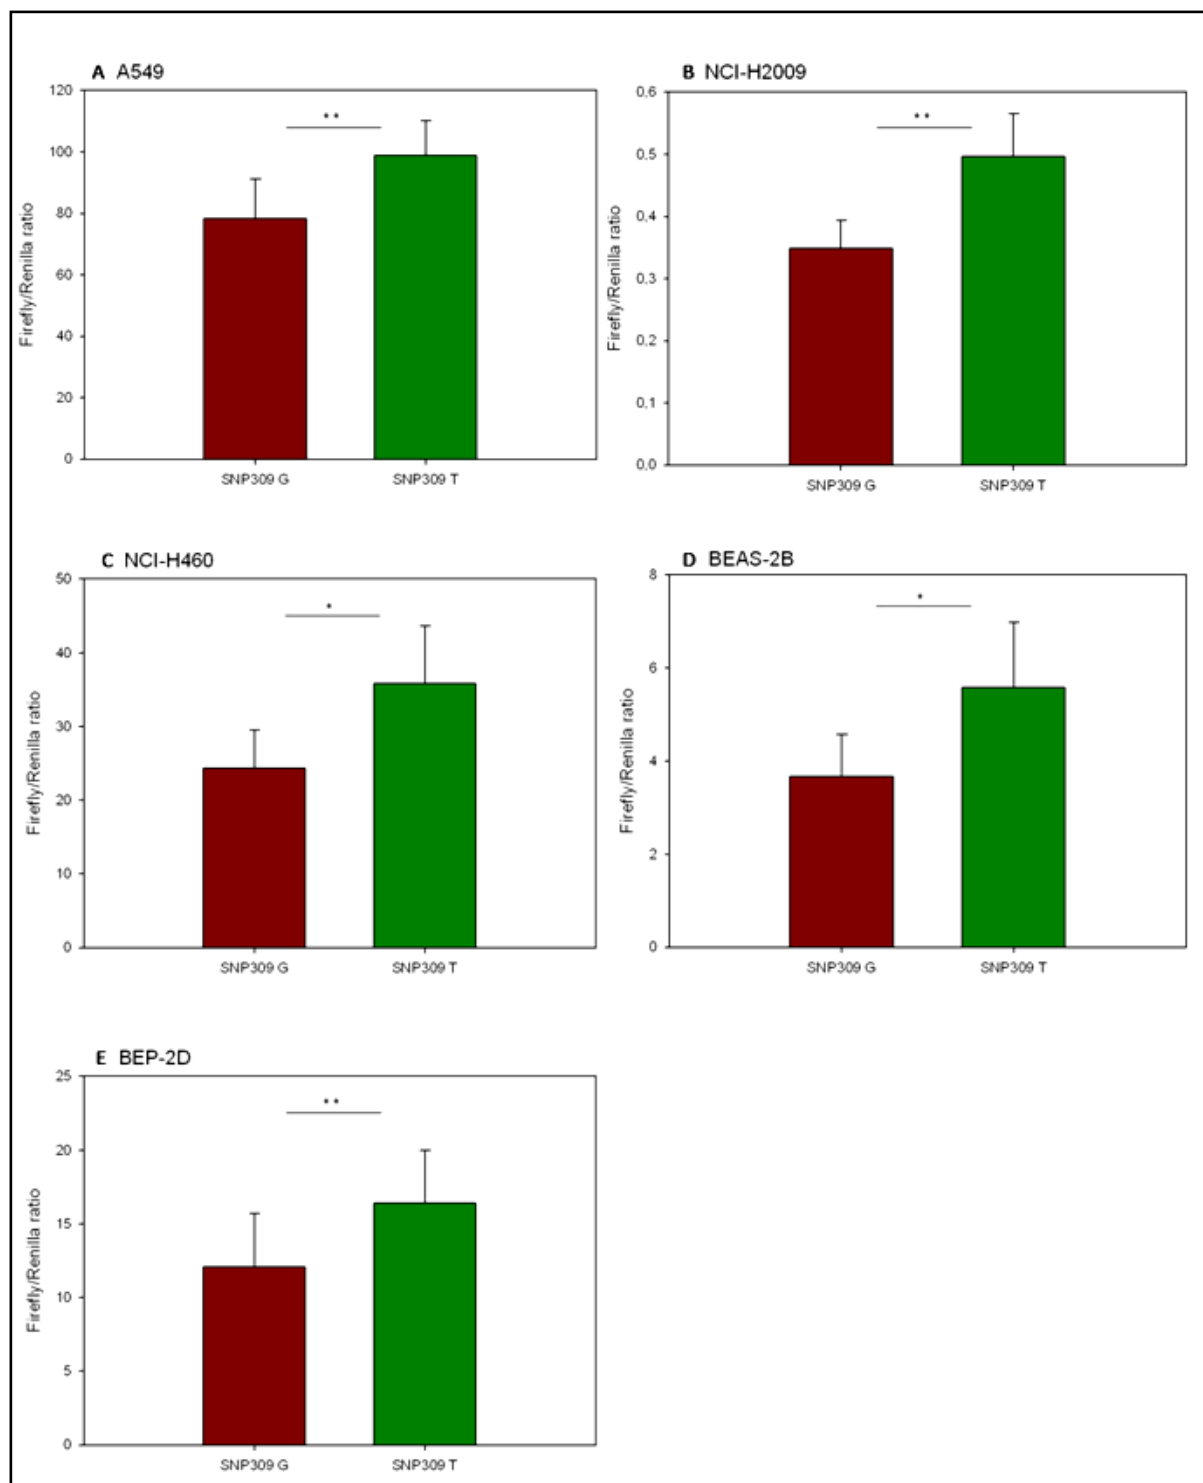 A A549
120
100
80
60
40
20
0
Firefly/Renilla ratio
**
SNP309 G SNP309 T
B NCI-H2009
0,6
0,5
0,4
0,3
0,2
0,1
0,0
Firefly/Renilla ratio
**
SNP309 G SNP309 T
C NCI-H460
50
40
30
20
10
0
Firefly/Renilla ratio
*
SNP309 G SNP309 T
D BEAS-2B
8
6
4
2
0
Firefly/Renilla ratio
*
SNP309 G SNP309 T
E BEP-2D
25
20
15
10
5
0
Firefly/Renilla ratio
**
SNP309 G SNP309 T